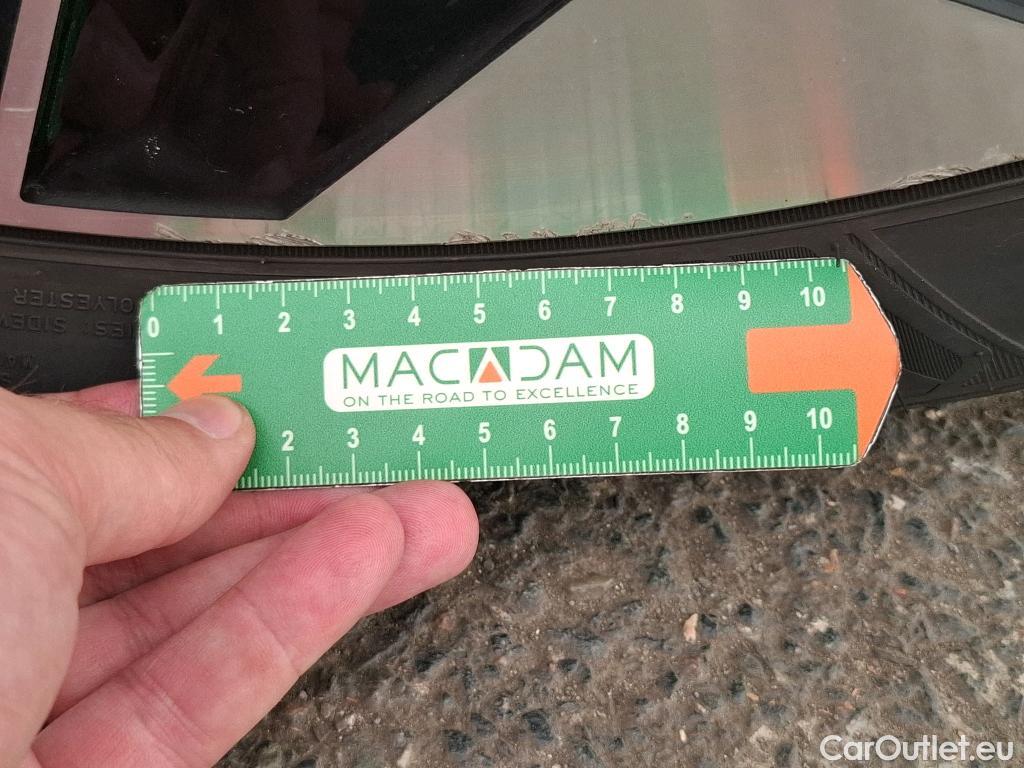 0 1 2 3 4 5 6 7 8 9 10
MACADAM
ON THE ROAD TO EXCELLENCE
2 3 4 5 6 7 8 9 10
CarOutlet.eu